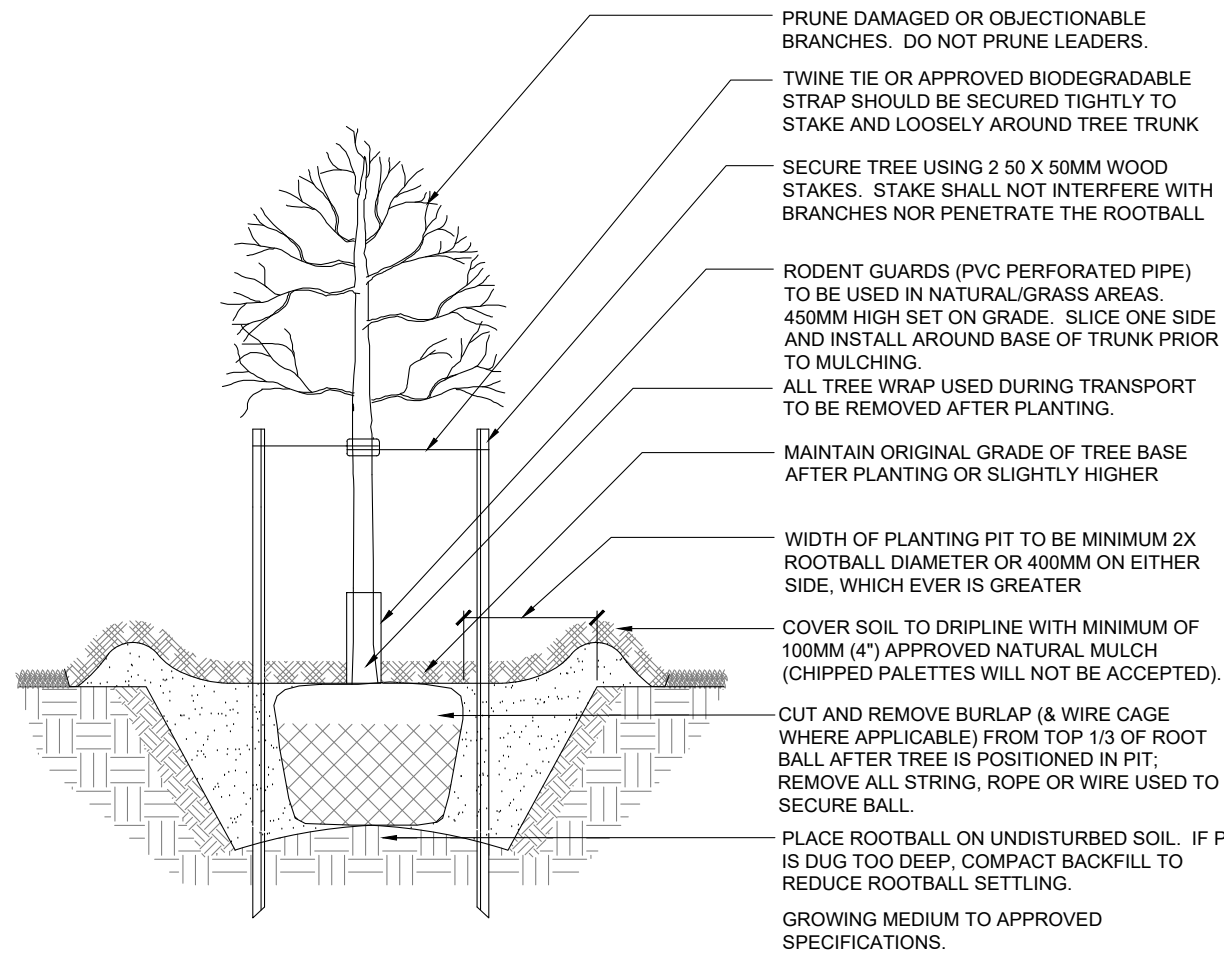 PRUNE DAMAGED OR OBJECTIONABLE
BRANCHES. DO NOT PRUNE LEADERS.
TWINE TIE OR APPROVED BIODEGRADABLE
STRAP SHOULD BE SECURED TIGHTLY TO
STAKE AND LOOSELY AROUND TREE TRUNK
SECURE TREE USING 2 50 X 50MM WOOD
STAKES. STAKE SHALL NOT INTERFERE WITH
BRANCHES NOR PENETRATE THE ROOTBALL
RODENT GUARDS (PVC PERFORATED PIPE)
TO BE USED IN NATURAL/GRASS AREAS.
450MM HIGH SET ON GRADE. SLICE ONE SIDE
AND INSTALL AROUND BASE OF TRUNK PRIOR
TO MULCHING.
ALL TREE WRAP USED DURING TRANSPORT
TO BE REMOVED AFTER PLANTING.
MAINTAIN ORIGINAL GRADE OF TREE BASE
AFTER PLANTING OR SLIGHTLY HIGHER
WIDTH OF PLANTING PIT TO BE MINIMUM 2X
ROOTBALL DIAMETER OR 400MM ON EITHER
SIDE, WHICH EVER IS GREATER
COVER SOIL TO DRIPLINE WITH MINIMUM OF
100MM (4") APPROVED NATURAL MULCH
(CHIPPED PALETTES WILL NOT BE ACCEPTED).
CUT AND REMOVE BURLAP (& WIRE CAGE
WHERE APPLICABLE) FROM TOP 1/3 OF ROOT
BALL AFTER TREE IS POSITIONED IN PIT;
REMOVE ALL STRING, ROPE OR WIRE USED TO
SECURE BALL.
PLACE ROOTBALL ON UNDISTURBED SOIL. IF
IS DUG TOO DEEP, COMPACT BACKFILL TO
REDUCE ROOTBALL SETTLING.
GROWING MEDIUM TO APPROVED
SPECIFICATIONS.